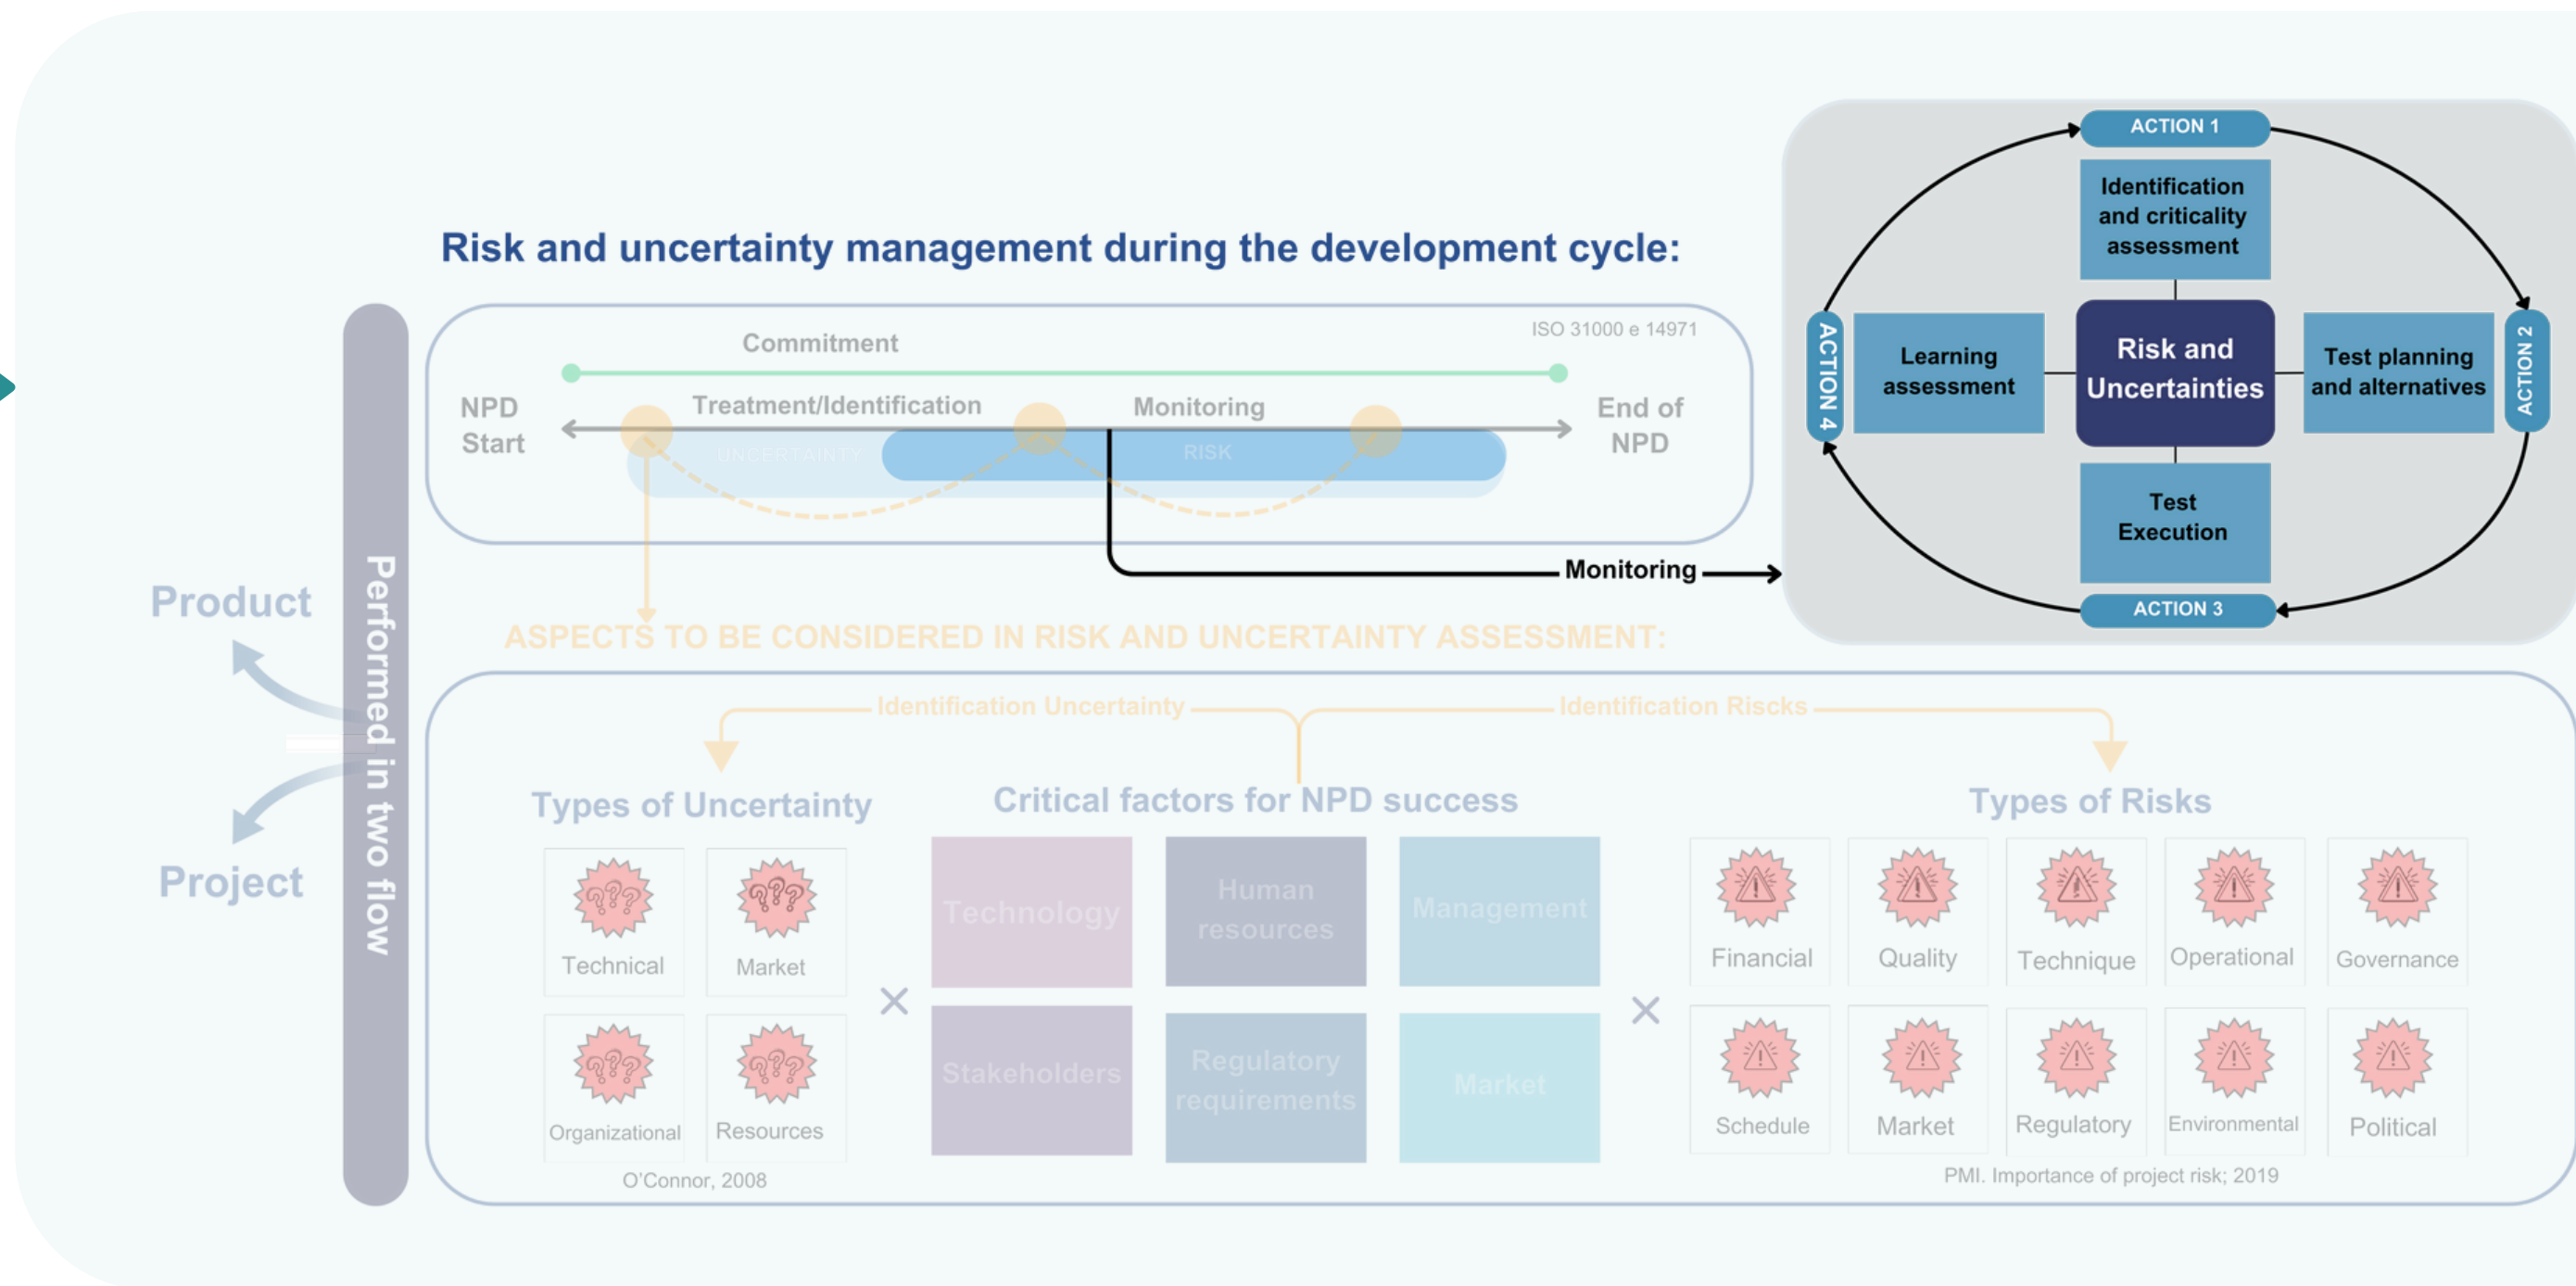 Risk and uncertainty management during the development cycle:
ISO 31000 e 14971
Commitment
NPD
Start
Treatment/Identification
Monitoring
End of
NPD
UNCERTAINTY
RISK
Monitoring
ACTION 1
Identification
and criticality
assessment
ACTION 4
Learning
assessment
Risk and
Uncertainties
Test planning
and alternatives
ACTION 2
Test
Execution
ACTION 3
Product
Project
Performed in two flow
ASPECTS TO BE CONSIDERED IN RISK AND UNCERTAINTY ASSESSMENT:
Identification Uncertainty
Identification Riscks
Types of Uncertainty
Technical
Market
Organizational
Resources
O'Connor, 2008
Critical factors for NPD success
Technology
Human
resources
Management
Stakeholders
Regulatory
requirements
Market
Types of Risks
Financial
Quality
Technique
Operational
Governance
Schedule
Market
Regulatory
Environmental
Political
PMI. Importance of project risk; 2019